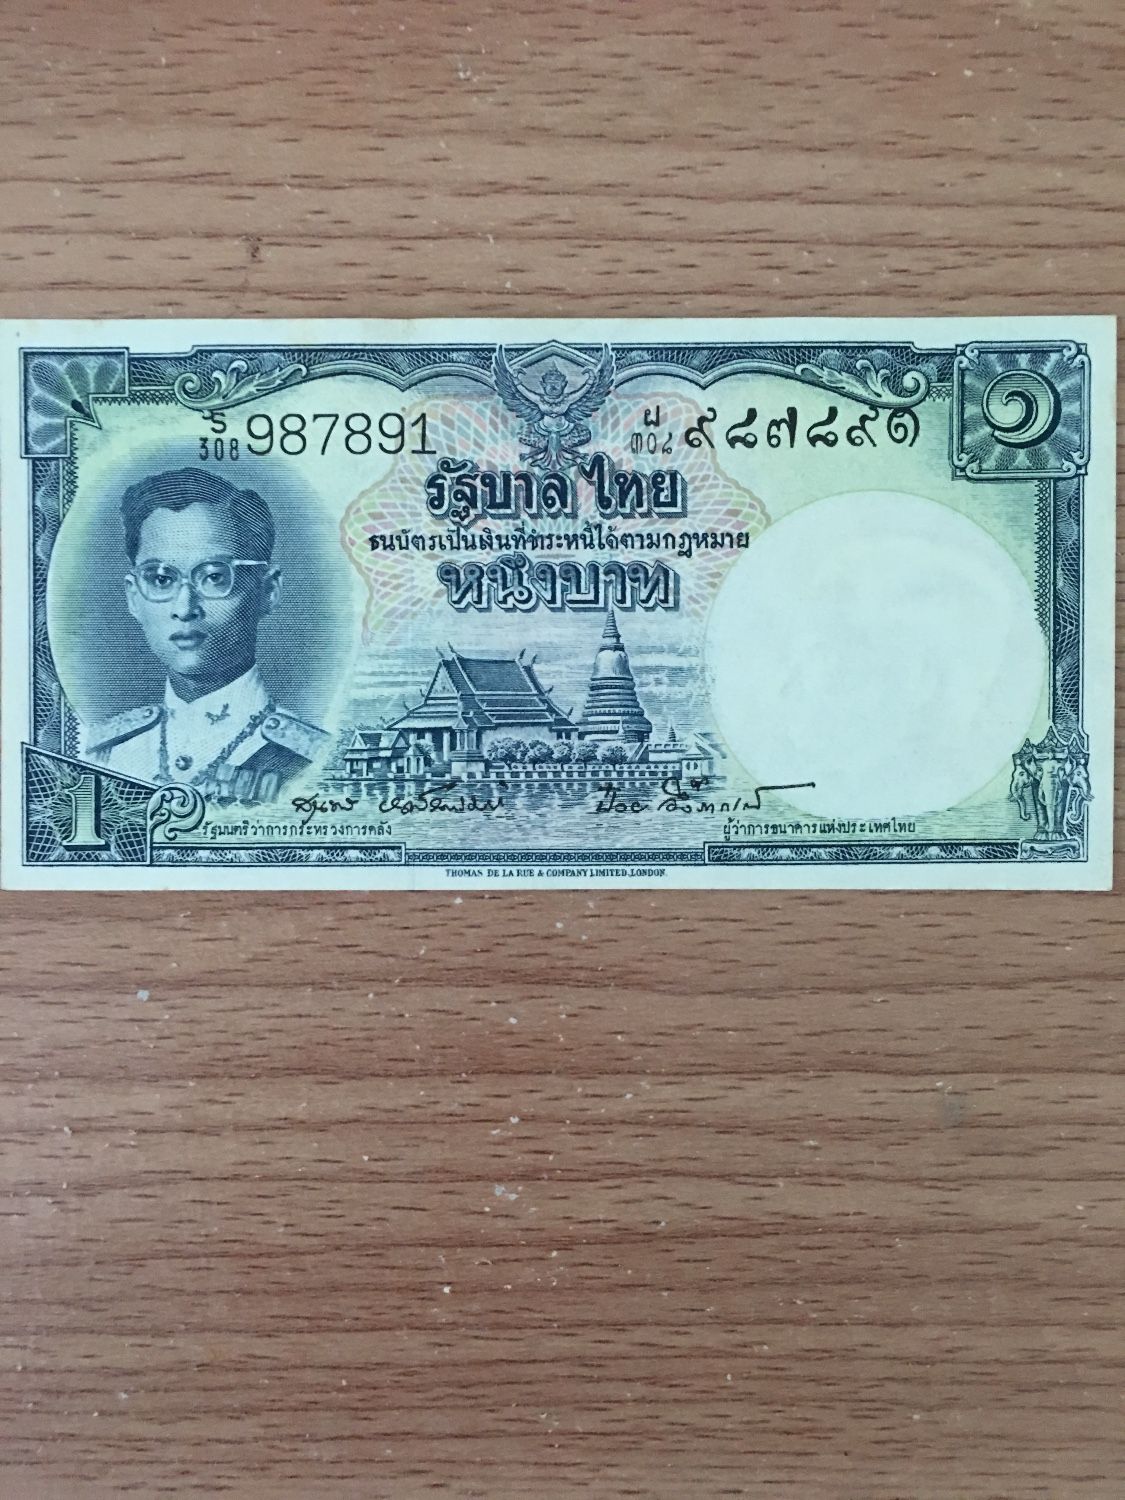 ๑
S
308 987891
ฝ
๓๐๘ ๙๘๗๘๙๑
รัฐบาลไทย
ธนบัตรเป็นเงินที่ชำระหนี้ได้ตามกฎหมาย
หนึ่งบาท
1 ๑
รัฐมนตรีว่าการกระทรวงการคลัง
ผู้ว่าการธนาคารแห่งประเทศไทย
THOMAS DE LA RUE & COMPANY LIMITED, LONDON.